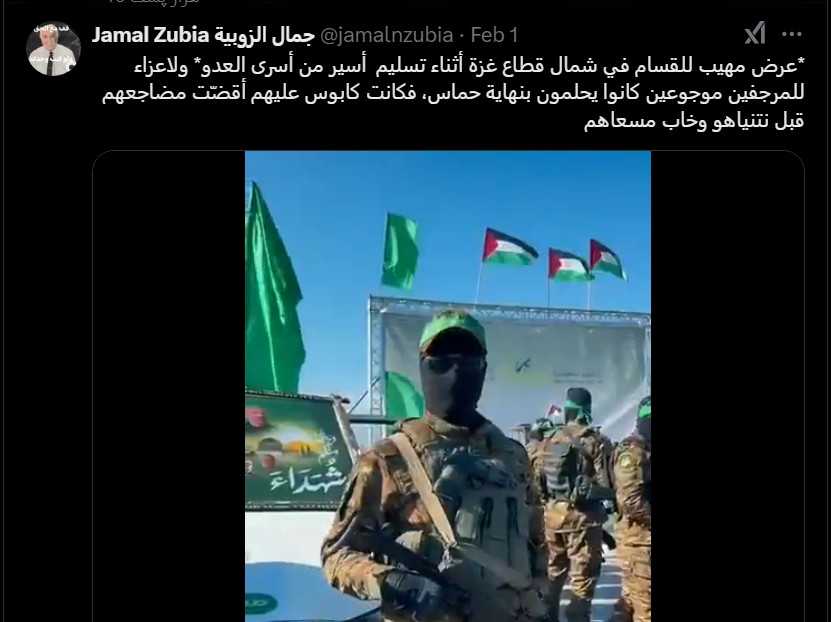 Jamal Zubia جمال الزوبية @jamalnzubia · Feb 1
*عرض مهيب للقسام في شمال قطاع غزة أثناء تسليم أسير من أسرى العدو* ولاعزاء
للمرجفين موجوعين كانوا يحلمون بنهاية حماس، فكانت كابوس عليهم أقضّت مضاجعهم
قبل نتنياهو وخاب مسعاهم
شُهَدَاءَ